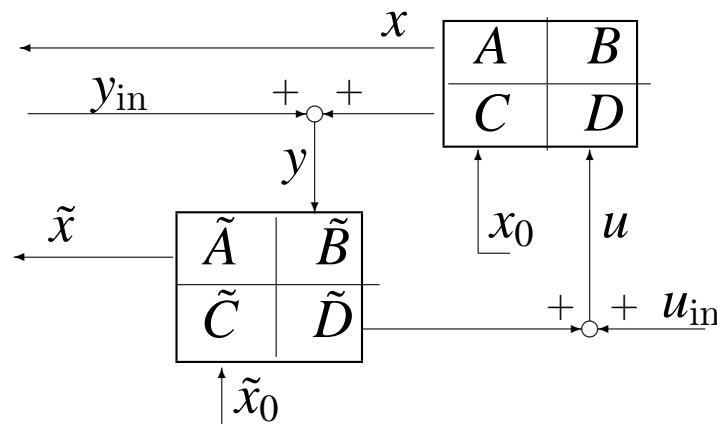 x A B
y_in + + C D
y
x̃ Ã B̃ x_0 u
C̃ D̃ + + u_in
x̃_0